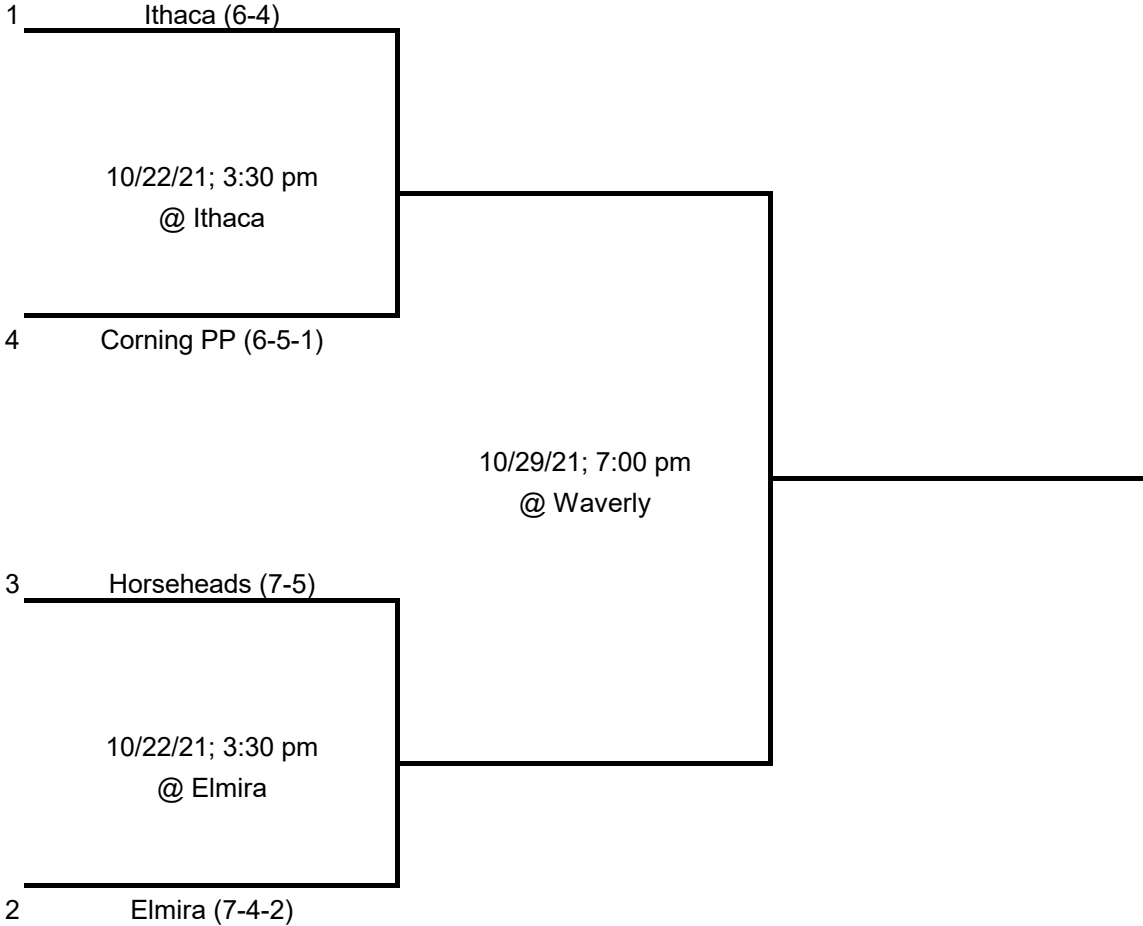 1 Ithaca (6-4)
10/22/21; 3:30 pm
@ Ithaca
4 Corning PP (6-5-1)
10/29/21; 7:00 pm
@ Waverly
3 Horseheads (7-5)
10/22/21; 3:30 pm
@ Elmira
2 Elmira (7-4-2)